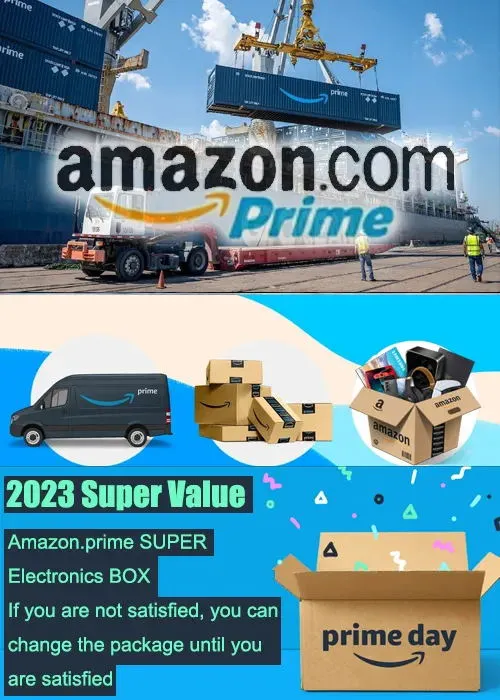 prime
amazon.com
Prime
prime
amazon
amazon
2023 Super Value
Amazon.prime SUPER
Electronics BOX
If you are not satisfied, you can
change the package until you
are satisfied
prime day